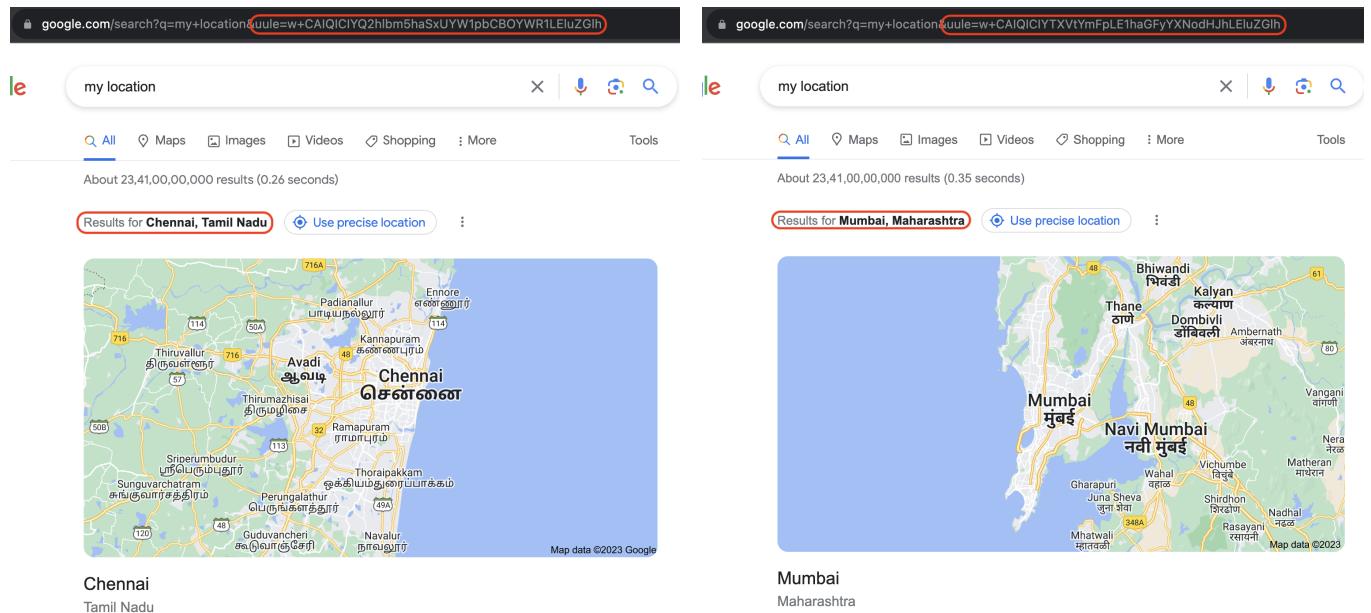 google.com/search?q=my+location&uule=w+CAIQICIYQ2hlbm5haSxUYW1pbCBOYWR1LEluZGlh
le
my location
All Maps Images Videos Shopping More Tools
About 23,41,00,00,000 results (0.26 seconds)
Results for Chennai, Tamil Nadu
Use precise location
716A
Ennore
எண்ணூர்
Padianallur
பாடியநல்லூர்
114
50A
114
716
Kannapuram
கண்ணபுரம்
Thiruvallur
திருவள்ளூர்
716
48
Avadi
ஆவடி
57
Chennai
சென்னை
Thirumazhisai
திருமழிசை
50B
32
Ramapuram
ராமாபுரம்
113
Sriperumbudur
ஸ்ரீபெரும்புதூர்
Thoraipakkam
ஒக்கியம்துரைப்பாக்கம்
Sunguvarchatram
சுங்குவார்சத்திரம்
Perungalathur
பெருங்களத்தூர்
49A
48
120
Guduvancheri
கூடுவாஞ்சேரி
Navalur
நாவலூர்
Map data ©2023 Google
Chennai
Tamil Nadu
google.com/search?q=my+location&uule=w+CAIQICIYTXVtYmFpLE1haGFyYXNodHJhLEluZGlh
le
my location
All Maps Images Videos Shopping More Tools
About 23,41,00,00,000 results (0.35 seconds)
Results for Mumbai, Maharashtra
Use precise location
48
Bhiwandi
भिवंडी
61
Thane
ठाणे
Kalyan
कल्याण
Dombivli
डोंबिवली
Ambernath
अंबरनाथ
80
Vangani
वांगणी
Mumbai
मुंबई
48
Navi Mumbai
नवी मुंबई
Nera
नेरळ
Matheran
माथेरान
Vichumbe
विचुंबे
Wahal
वहाळ
Gharapuri
Juna Sheva
जुना शेवा
Shirdhon
शिरढोण
Nadhal
नढळ
348A
Rasayani
रसायनी
Mhatwali
म्हातवळी
Map data ©2023
Mumbai
Maharashtra